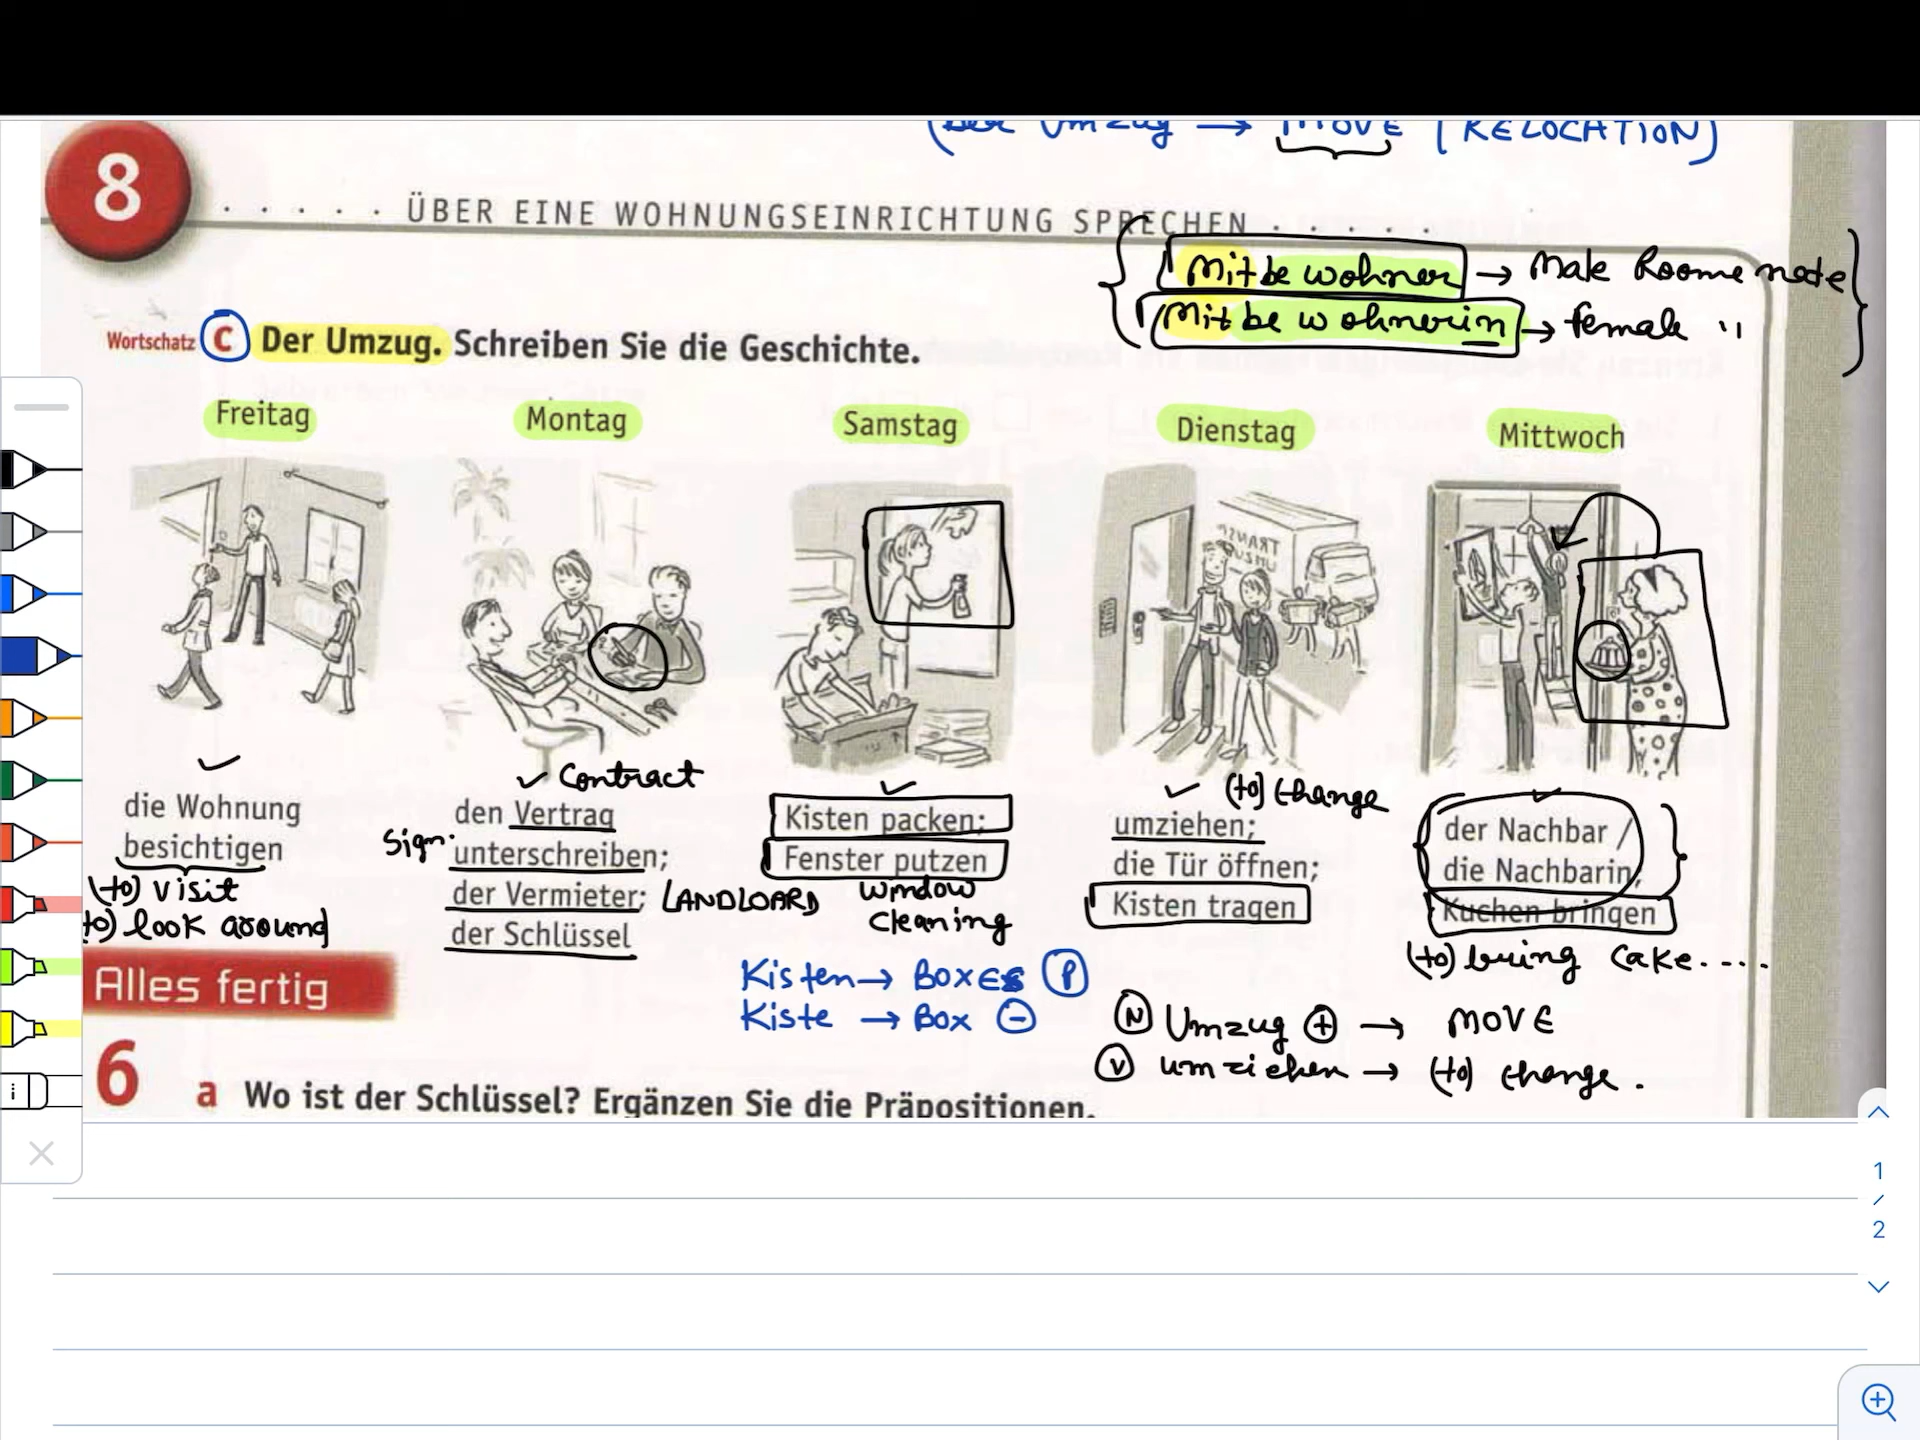 (Der Umzug → MOVE (RELOCATION)
8
ÜBER EINE WOHNUNGSEINRICHTUNG SPRECHEN
Mitbewohner → Male Roome mate
Mitbewohnerin → female "
Wortschatz C Der Umzug. Schreiben Sie die Geschichte.
Freitag Montag Samstag Dienstag Mittwoch
TRANSP
UMZUG
die Wohnung
besichtigen
(to) visit
(to) look around
Contract
den Vertrag
Sign. unterschreiben;
der Vermieter; LANDLOARD
der Schlüssel
Kisten packen;
Fenster putzen
window
cleaning
(to) change
umziehen;
die Tür öffnen;
Kisten tragen
der Nachbar /
die Nachbarin;
Kuchen bringen
(to) bring cake....
Kisten → BOXES P
Kiste → BOX –
N Umzug + → MOVE
V umziehen → (to) change.
Alles fertig
6 a Wo ist der Schlüssel? Ergänzen Sie die Präpositionen.
1
/
2